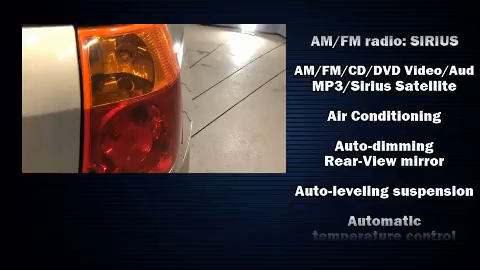 AM/FM radio: SIRIUS
AM/FM/CD/DVD Video/Aud
MP3/Sirius Satellite
Air Conditioning
Auto-dimming
Rear-View mirror
Auto-leveling suspension
Automatic
temperature control